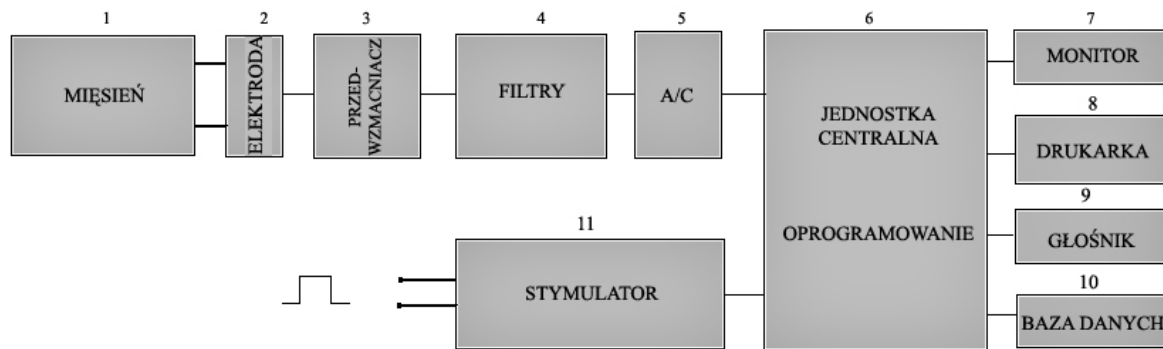 1
MIĘSIEŃ
2
ELEKTRODA
3
PRZED-
WZMACNIACZ
4
FILTRY
5
A/C
6
JEDNOSTKA
CENTRALNA
OPROGRAMOWANIE
7
MONITOR
8
DRUKARKA
9
GŁOŚNIK
10
BAZA DANYCH
11
STYMULATOR